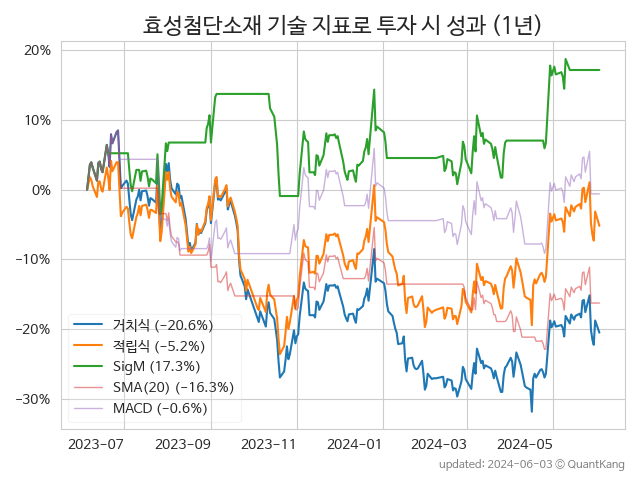 효성첨단소재 기술 지표로 투자 시 성과 (1년)
20%
10%
0%
−10%
−20%
−30%
거치식 (−20.6%)
적립식 (−5.2%)
SigM (17.3%)
SMA(20) (−16.3%)
MACD (−0.6%)
2023−07 2023−09 2023−11 2024−01 2024−03 2024−05
updated: 2024−06−03 © QuantKang